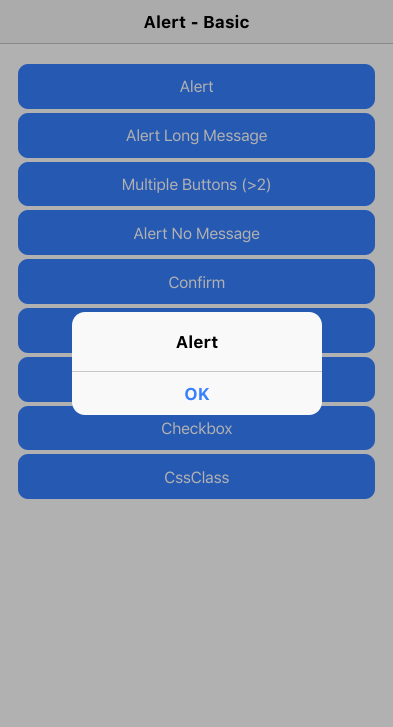 Alert - Basic
Alert
Alert Long Message
Multiple Buttons (>2)
Alert No Message
Confirm
Alert
OK
Checkbox
CssClass